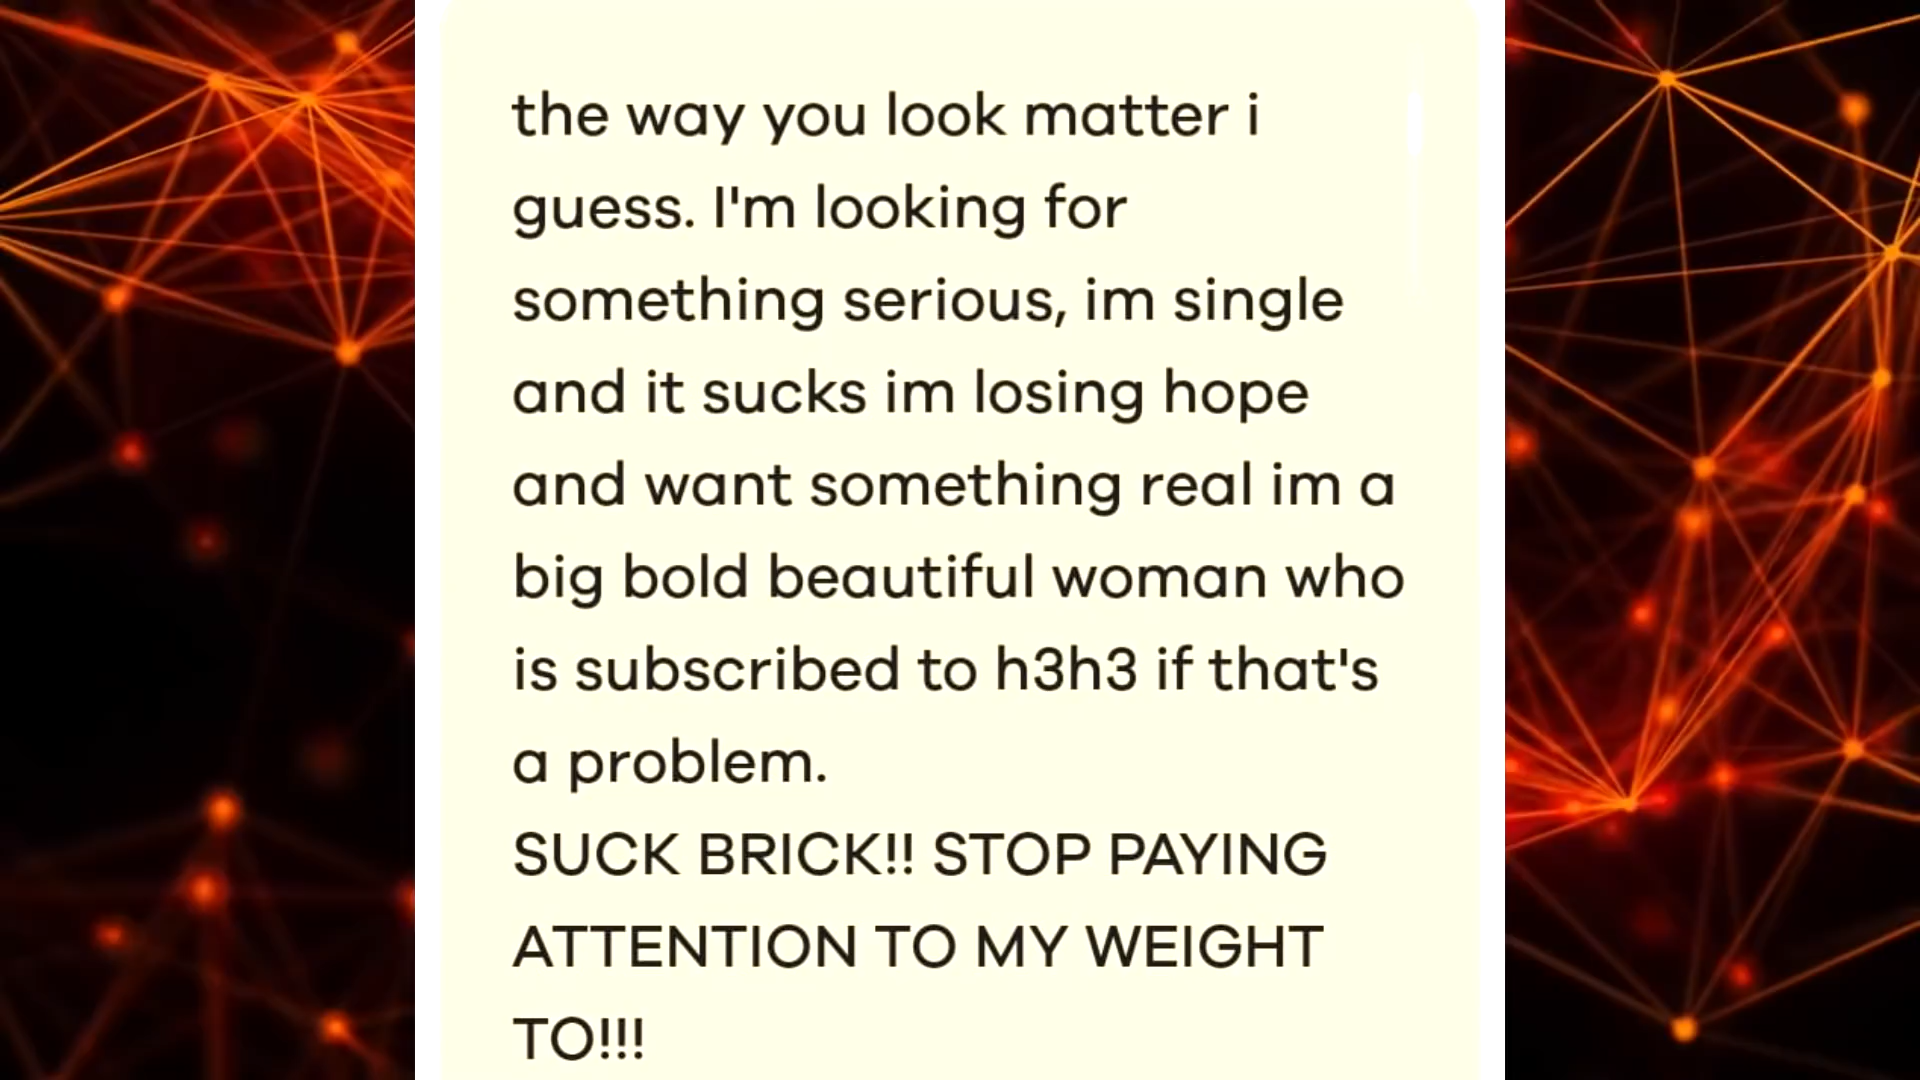 the way you look matter i
guess. I'm looking for
something serious, im single
and it sucks im losing hope
and want something real im a
big bold beautiful woman who
is subscribed to h3h3 if that's
a problem.
SUCK BRICK!! STOP PAYING
ATTENTION TO MY WEIGHT
TO!!!